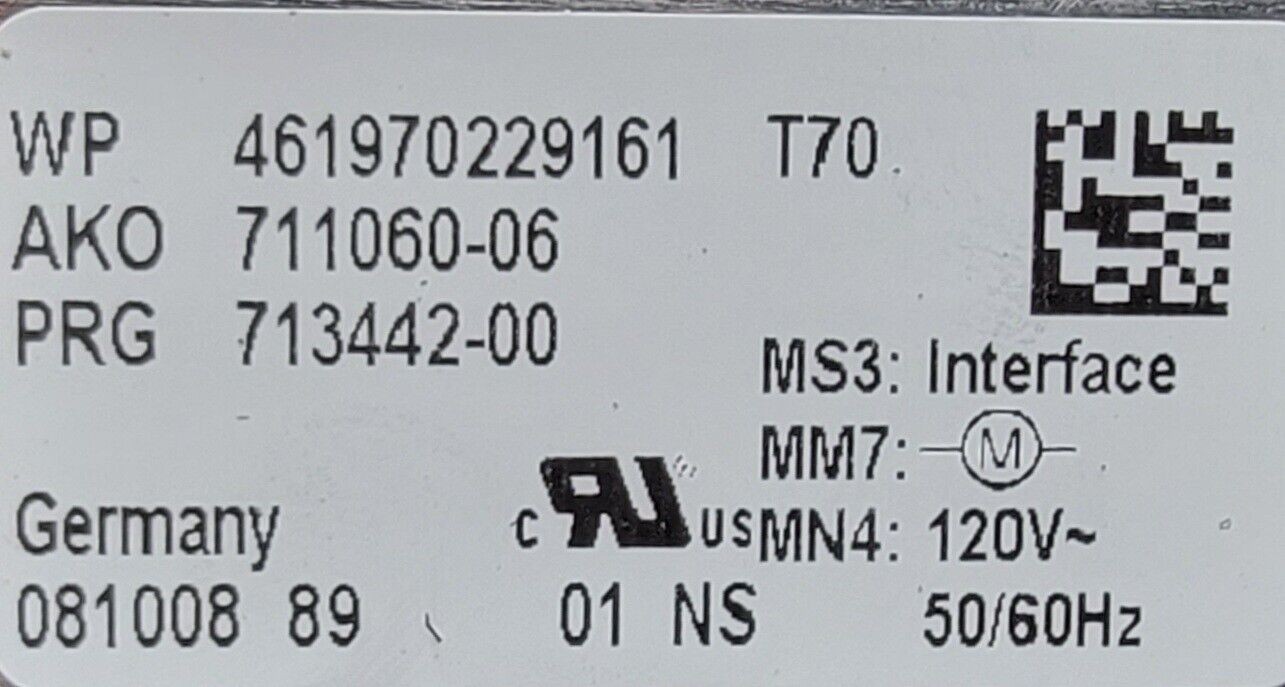 WP 461970229161 T70
AKO 711060-06
PRG 713442-00
MS3: Interface
MM7: M
c RU US MN4: 120V~
Germany
081008 89 01 NS 50/60Hz